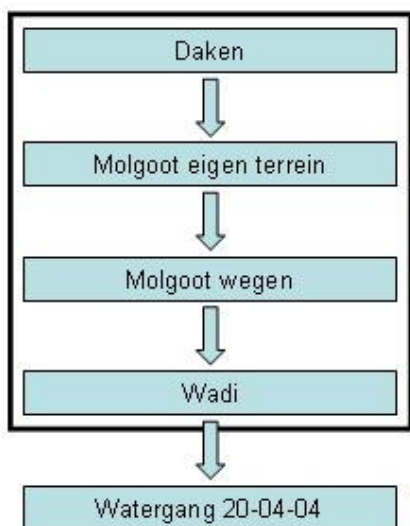 Daken
Molgoot eigen terrein
Molgoot wegen
Wadi
Watergang 20-04-04